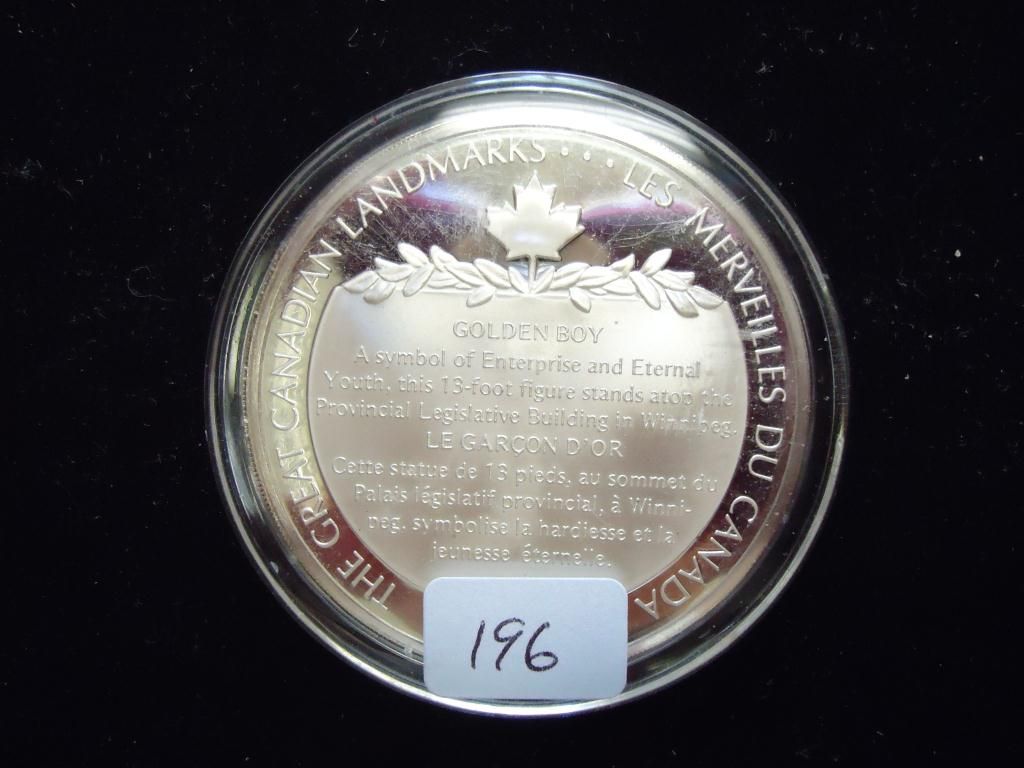 THE GREAT CANADIAN LANDMARKS... LES MERVEILLES DU CANADA
GOLDEN BOY
A symbol of Enterprise and Eternal
Youth, this 13-foot figure stands atop the
Provincial Legislative Building in Winnipeg.
LE GARÇON D'OR
Cette statue de 13 pieds, au sommet du
Palais législatif provincial, à Winni-
peg, symbolise la hardiesse et la
jeunesse éternelle.
196